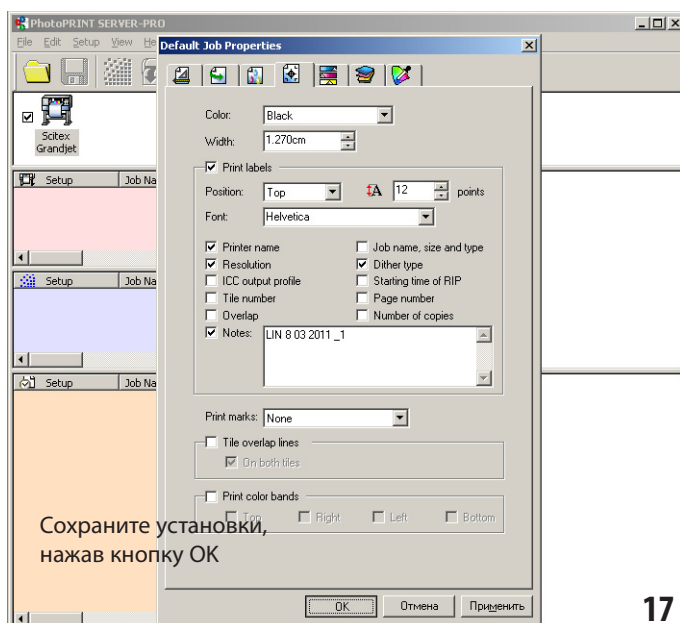 PhotoPRINT SERVER-PRO
File Edit Setup View He
Default Job Properties
Scitex
Grandjet
Color: Black
Width: 1.270cm
Print labels
Position: Top 12 points
Font: Helvetica
Printer name Job name, size and type
Resolution Dither type
ICC output profile Starting time of RIP
Tile number Page number
Overlap Number of copies
Notes: LIN 8 03 2011 _1
Setup Job Na
Setup Job Na
Setup Job Na
Print marks: None
Tile overlap lines
On both tiles
Print color bands
Top Right Left Bottom
Сохраните установки,
нажав кнопку OK
OK Отмена Применить
17